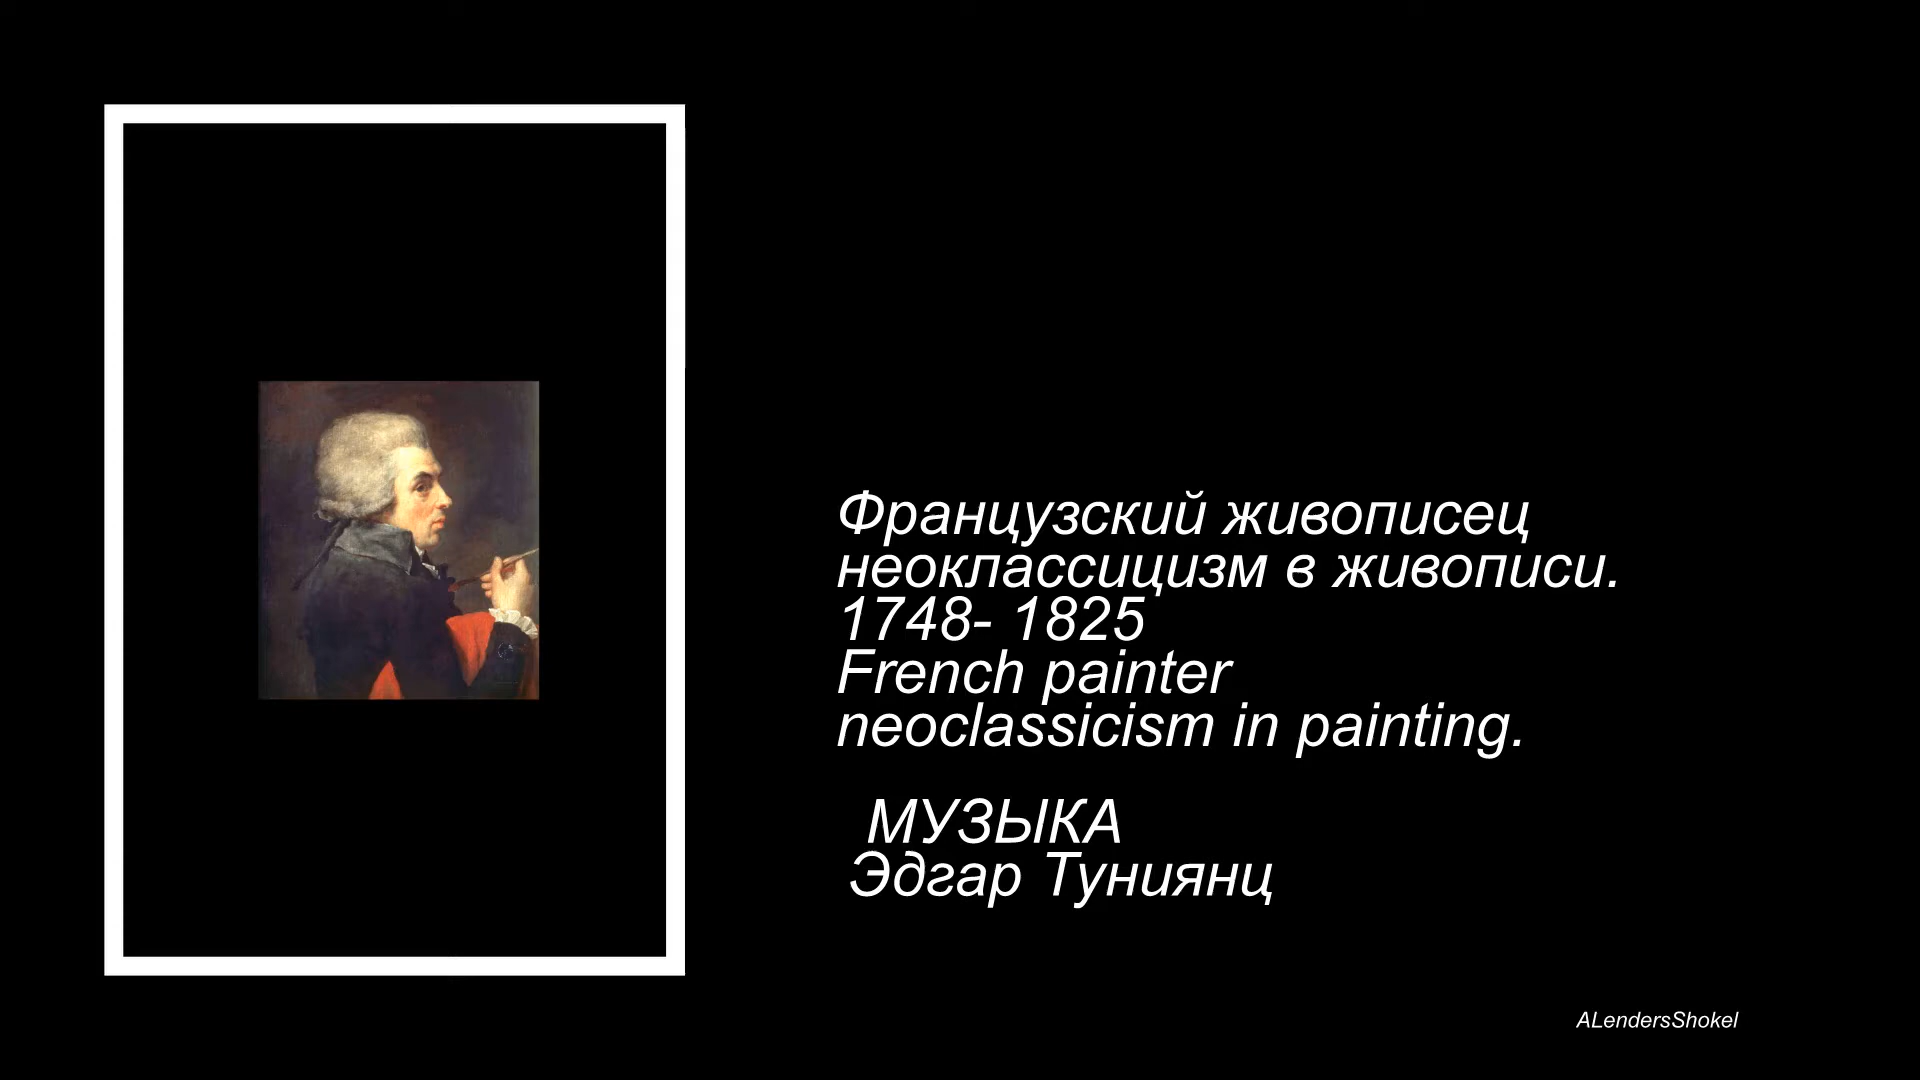 Французский живописец
неоклассицизм в живописи.
1748- 1825
French painter
neoclassicism in painting.
МУЗЫКА
Эдгар Туниянц
ALendersShokel